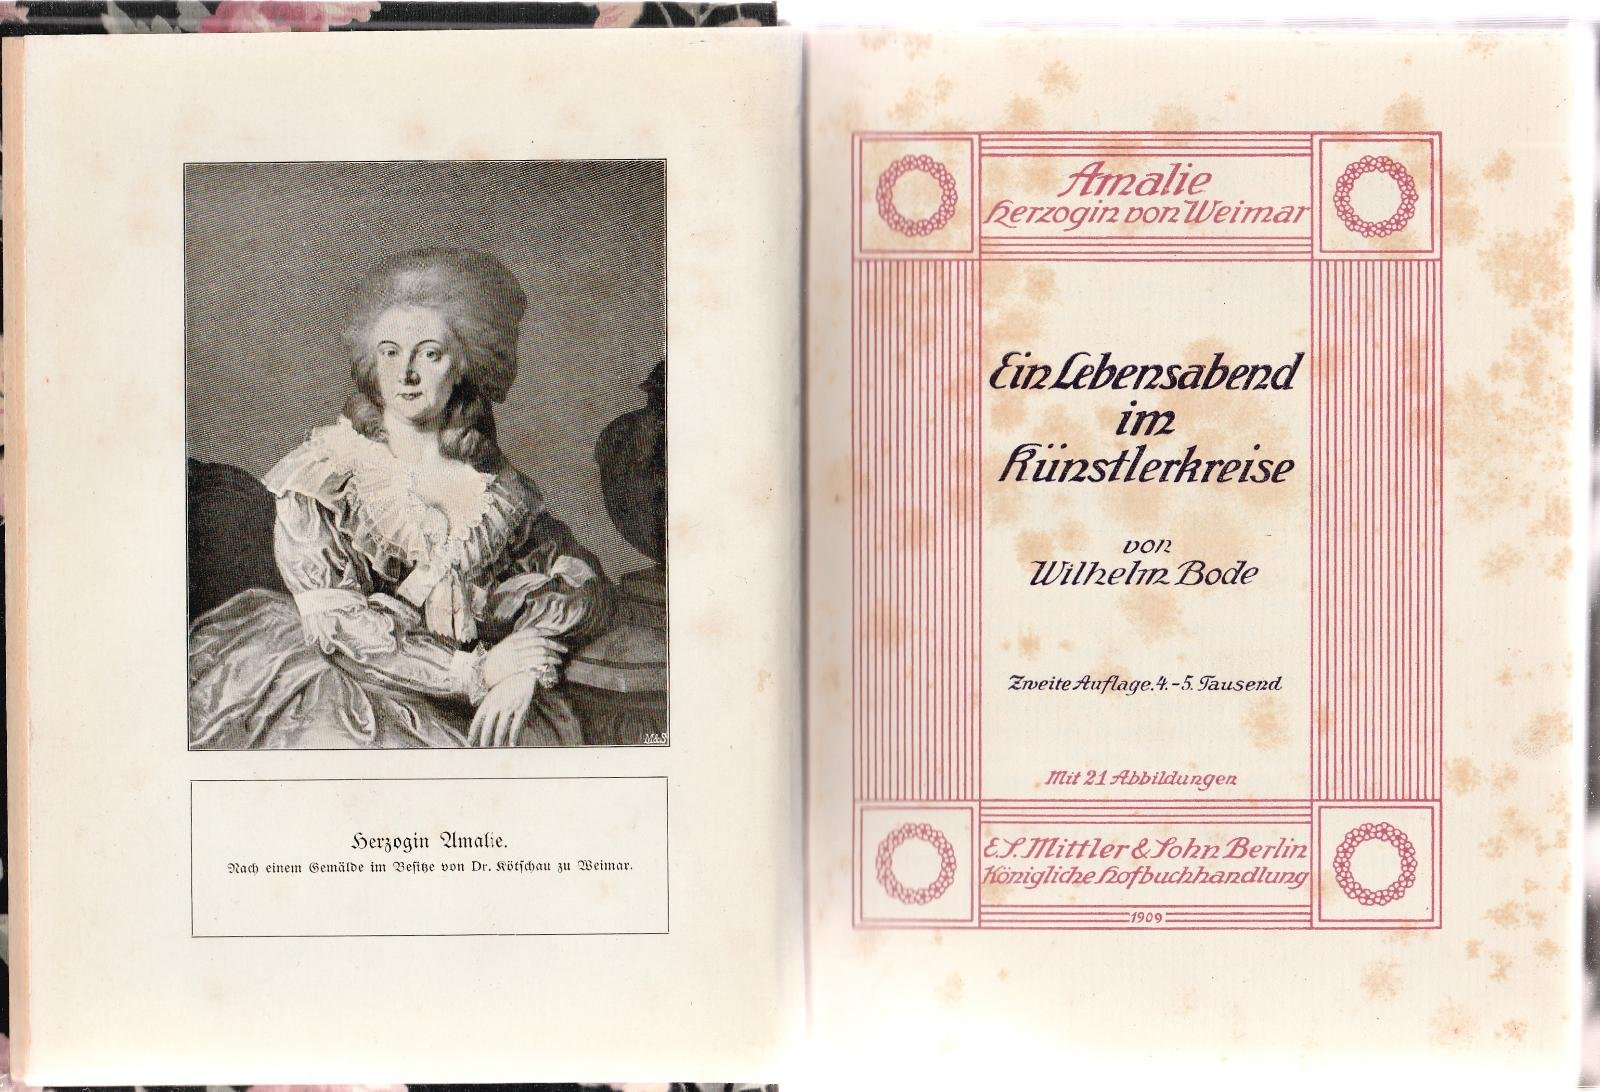 M&S
Herzogin Amalie.
Nach einem Gemälde im Besitze von Dr. Kötschau zu Weimar.
Amalie
Herzogin von Weimar
Ein Lebensabend
im
Künstlerkreise
von
Wilhelm Bode
Zweite Auflage. 4.-5. Tausend
Mit 21 Abbildungen
E. S. Mittler & Sohn Berlin
Königliche Hofbuchhandlung
1909